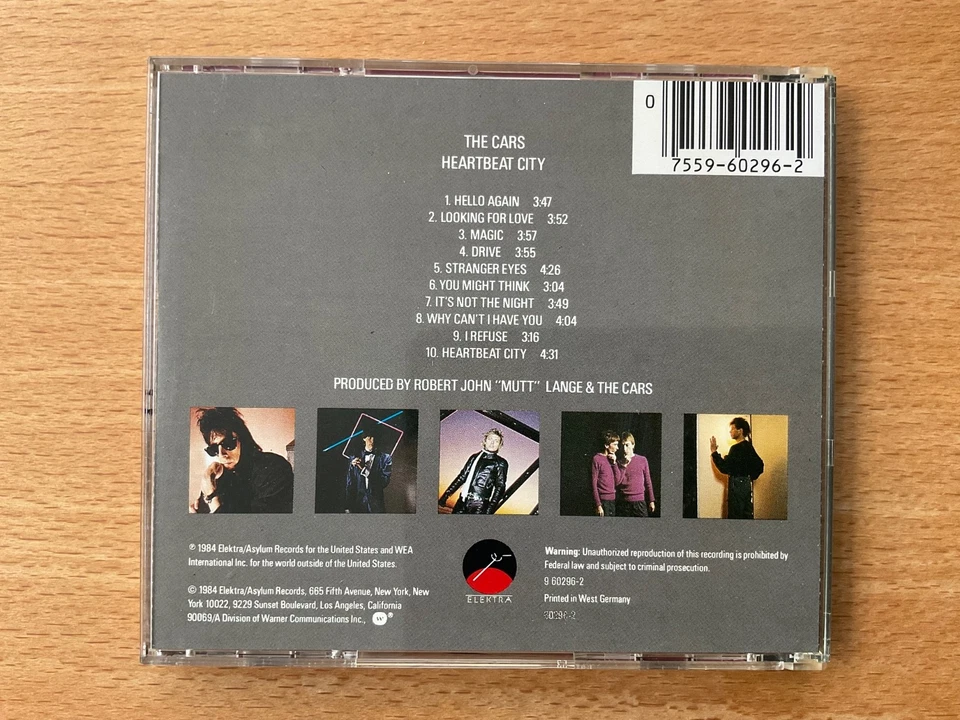 0
7559-60296-2
THE CARS
HEARTBEAT CITY
1. HELLO AGAIN 3:47
2. LOOKING FOR LOVE 3:52
3. MAGIC 3:57
4. DRIVE 3:55
5. STRANGER EYES 4:26
6. YOU MIGHT THINK 3:04
7. IT'S NOT THE NIGHT 3:49
8. WHY CAN'T I HAVE YOU 4:04
9. I REFUSE 3:16
10. HEARTBEAT CITY 4:31
PRODUCED BY ROBERT JOHN "MUTT" LANGE & THE CARS
℗ 1984 Elektra/Asylum Records for the United States and WEA
International Inc. for the world outside of the United States.
© 1984 Elektra/Asylum Records, 665 Fifth Avenue, New York, New
York 10022, 9229 Sunset Boulevard, Los Angeles, California
90069/A Division of Warner Communications Inc., W ®
ELEKTRA
Warning: Unauthorized reproduction of this recording is prohibited by
Federal law and subject to criminal prosecution.
9 60296-2
Printed in West Germany
60296-2